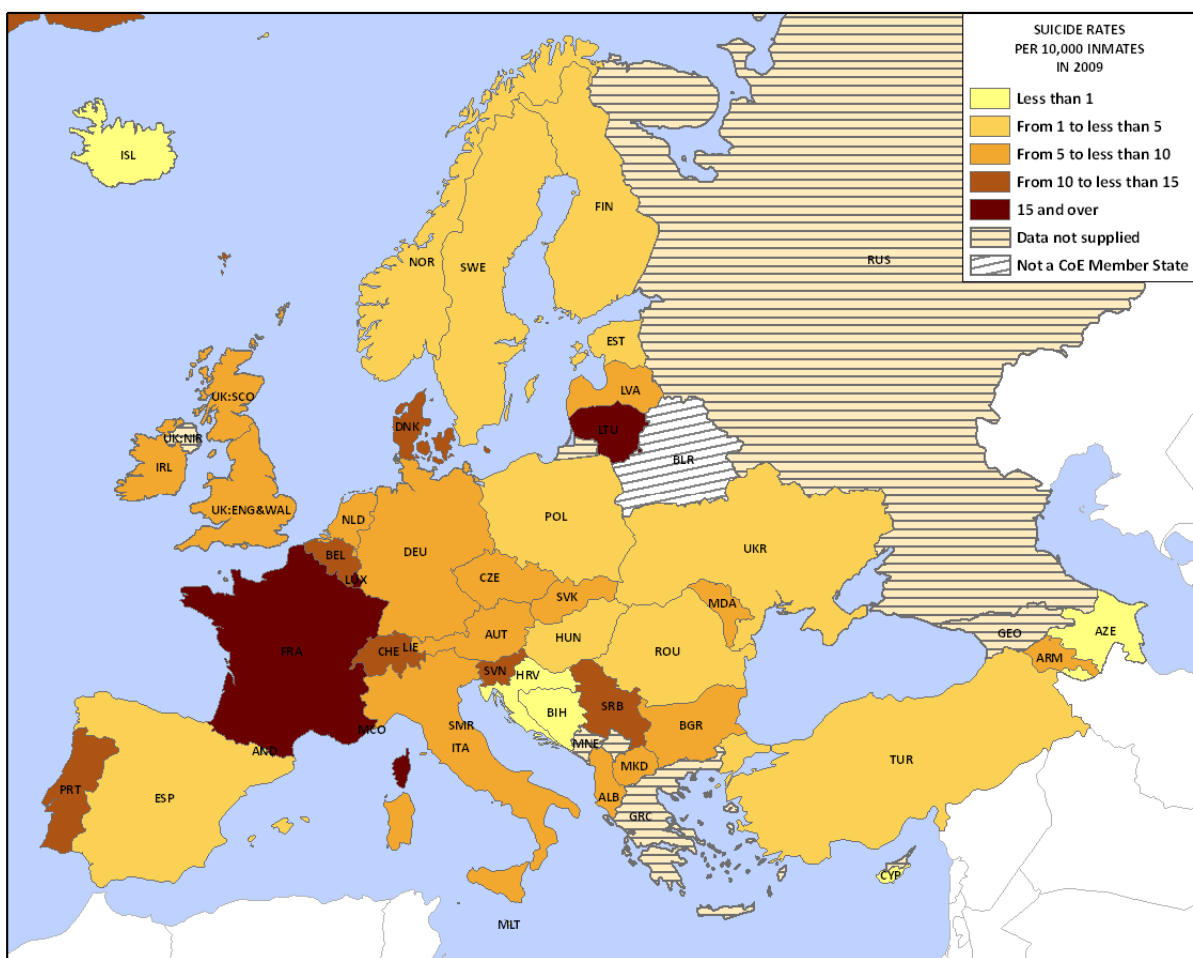 SUICIDE RATES
PER 10,000 INMATES
IN 2009
Less than 1
From 1 to less than 5
From 5 to less than 10
From 10 to less than 15
15 and over
Data not supplied
Not a CoE Member State
ISL
FIN
RUS
NOR
SWE
EST
UK:SCO
LVA
DNK
LTU
UK:NIR
BLR
IRL
UK:ENG&WAL
NLD
POL
DEU
UKR
BEL
LUX
CZE
SVK
MDA
AUT
HUN
GEO
AZE
FRA
CHE
LIE
ROU
ARM
SVN
HRV
BIH
SRB
MCO
SMR
BGR
AND
ITA
MNE
MKD
TUR
PRT
ESP
ALB
GRC
CYP
MLT